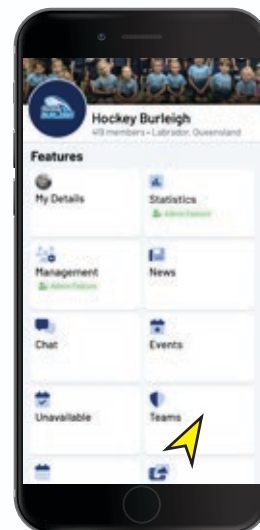 Hockey Burleigh
419 members • Labrador, Queensland
Features
My Details
Statistics
Admin Feature
Management
Admin Feature
News
Chat
Events
Unavailable
Teams